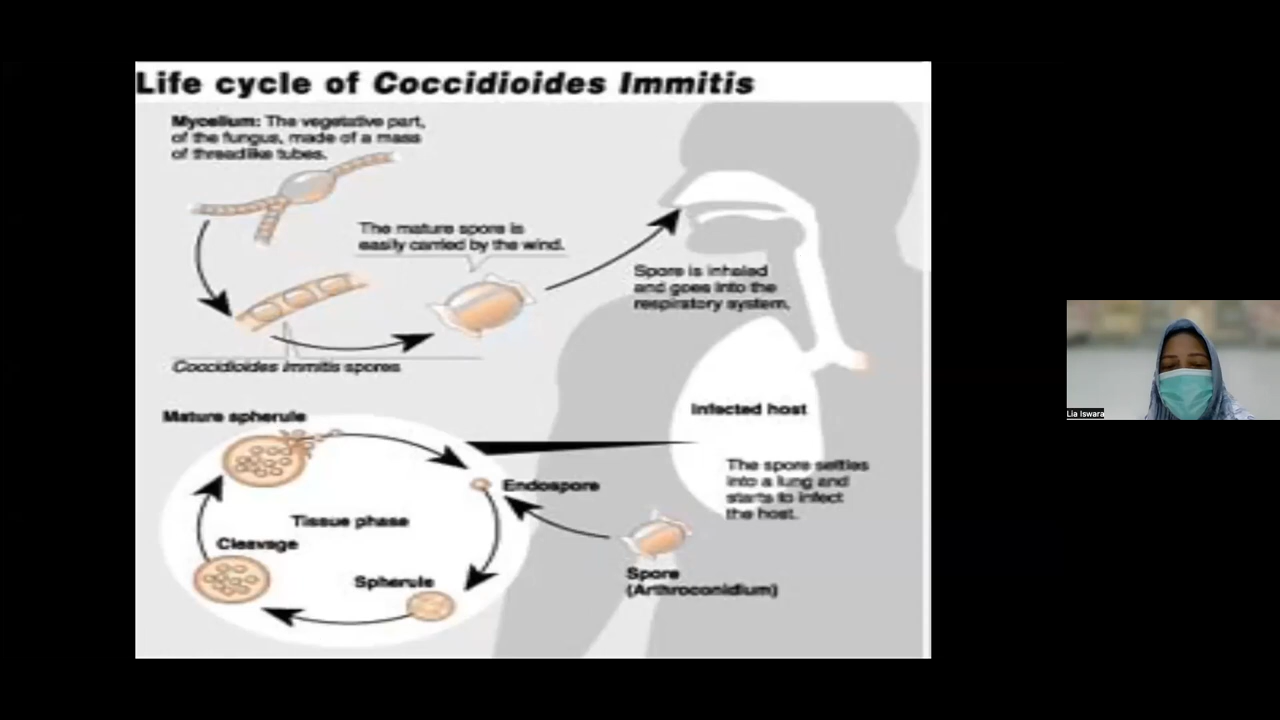 Life cycle of Coccidioides Immitis
Mycelium: The vegetative part,
of the fungus, made of a mass
of threadlike tubes.
The mature spore is
easily carried by the wind.
Spore is inhaled
and goes into the
respiratory system.
Coccidioides immitis spores
Mature spherule
Infected host
The spore settles
into a lung and
starts to infect
the host.
Endospore
Tissue phase
Cleavage
Spherule
Spore
(Arthroconidium)
Lia Iswara